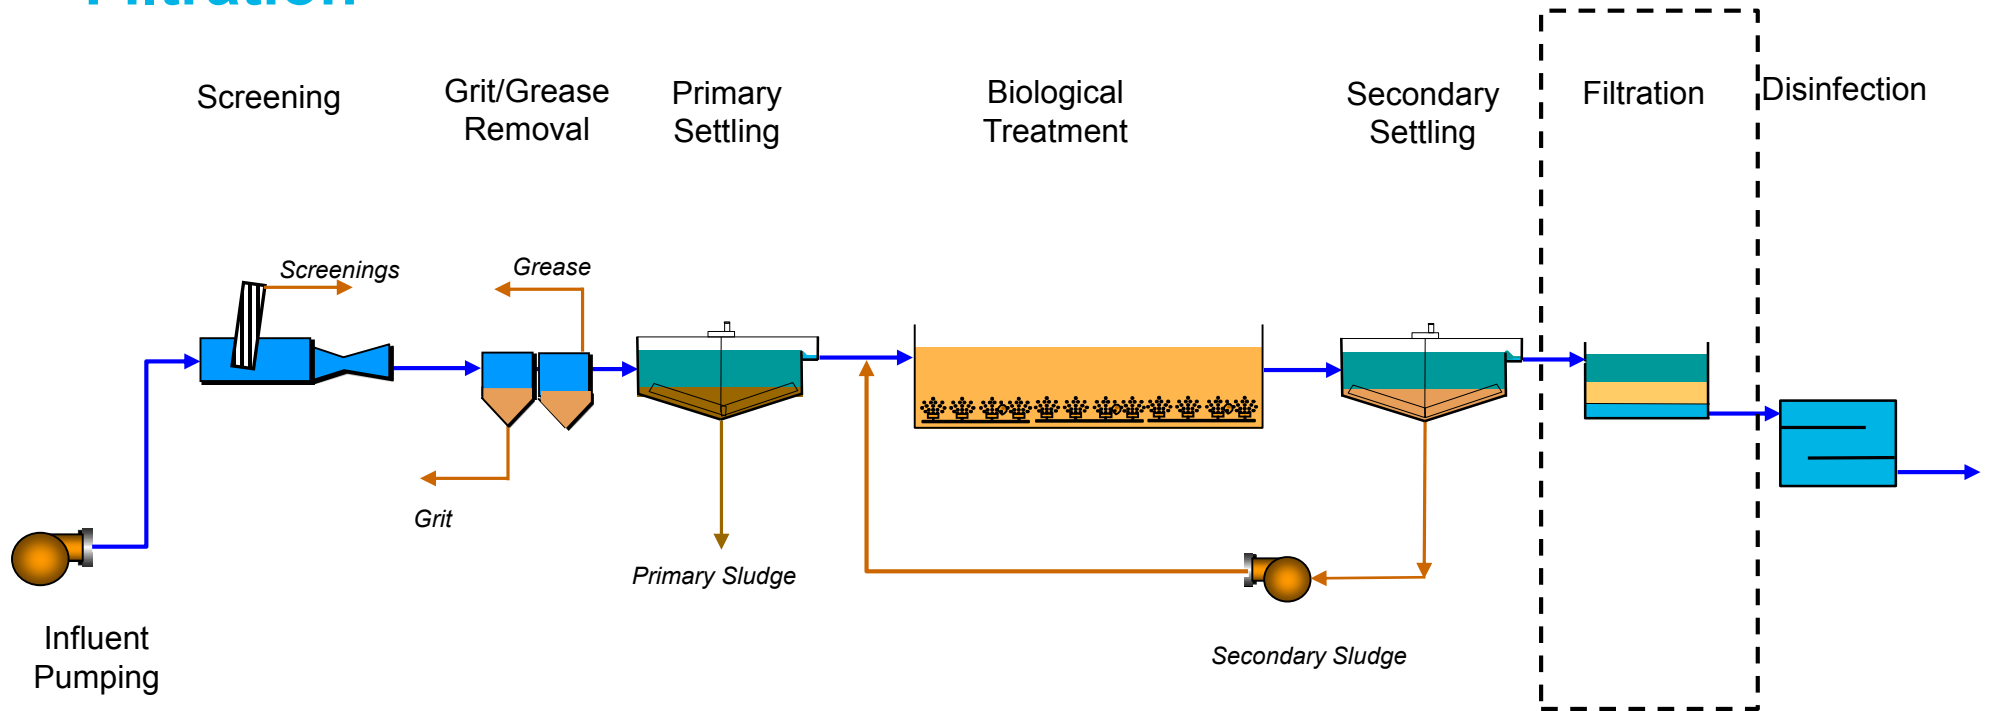 Filtration
Screening
Grit/Grease
Removal
Primary
Settling
Biological
Treatment
Secondary
Settling
Filtration
Disinfection
Screenings
Grease
Grit
Primary Sludge
Influent
Pumping
Secondary Sludge